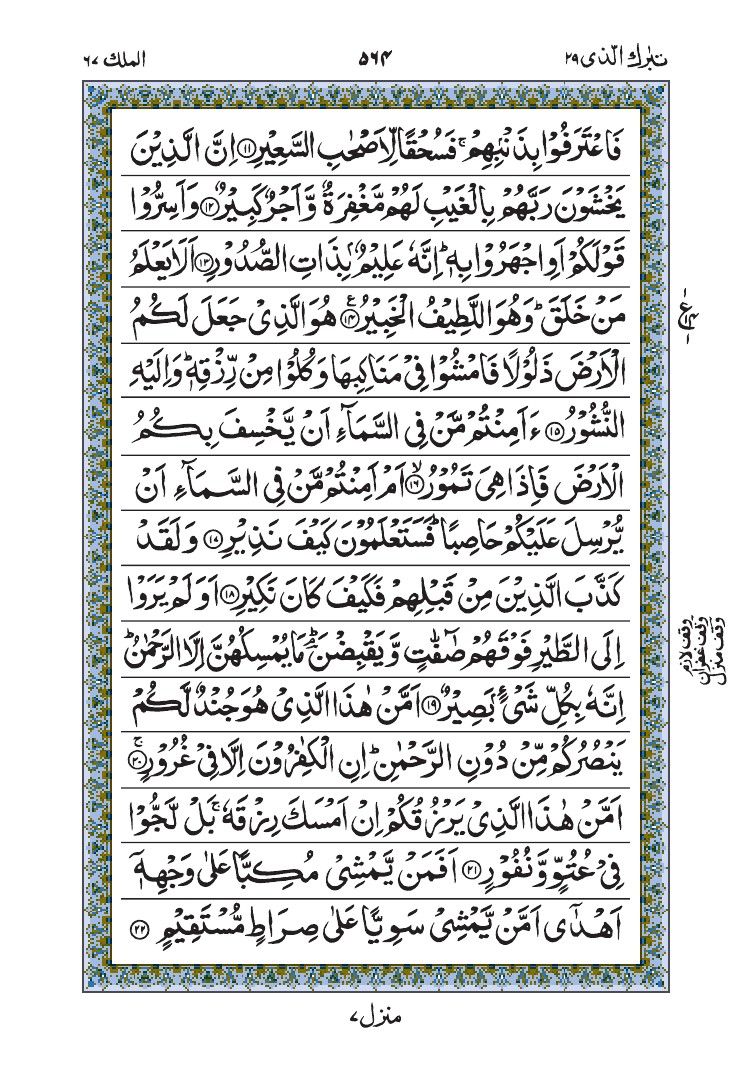 تبٰرك الذى ٢٩
٥٦٤
الملك ٦٧
فَاعْتَرَفُوْا بِذَنْۢبِهِمْ ۚ فَسُحْقًا لِّاَصْحٰبِ السَّعِيْرِ ﴿١١﴾ اِنَّ الَّذِيْنَ
يَخْشَوْنَ رَبَّهُمْ بِالْغَيْبِ لَهُمْ مَّغْفِرَةٌ وَّاَجْرٌ كَبِيْرٌ ﴿١٢﴾ وَاَسِرُّوْا
قَوْلَكُمْ اَوِ اجْهَرُوْا بِهٖ ؕ اِنَّهٗ عَلِيْمٌۢ بِذَاتِ الصُّدُوْرِ ﴿١٣﴾ اَلَا يَعْلَمُ
مَنْ خَلَقَ ؕ وَهُوَ اللَّطِيْفُ الْخَبِيْرُ ﴿١٤﴾ هُوَ الَّذِىْ جَعَلَ لَكُمُ
الْاَرْضَ ذَلُوْلًا فَامْشُوْا فِىْ مَنَاكِبِهَا وَكُلُوْا مِنْ رِّزْقِهٖ ؕ وَاِلَيْهِ
النُّشُوْرُ ﴿١٥﴾ ءَاَمِنْتُمْ مَّنْ فِى السَّمَآءِ اَنْ يَّخْسِفَ بِكُمُ
الْاَرْضَ فَاِذَا هِىَ تَمُوْرُ ۙ ﴿١٦﴾ اَمْ اَمِنْتُمْ مَّنْ فِى السَّمَآءِ اَنْ
يُّرْسِلَ عَلَيْكُمْ حَاصِبًا ؕ فَسَتَعْلَمُوْنَ كَيْفَ نَذِيْرِ ﴿١٧﴾ وَلَقَدْ
كَذَّبَ الَّذِيْنَ مِنْ قَبْلِهِمْ فَكَيْفَ كَانَ نَكِيْرِ ﴿١٨﴾ اَوَلَمْ يَرَوْا
اِلَى الطَّيْرِ فَوْقَهُمْ صٰٓفّٰتٍ وَّيَقْبِضْنَ ؔۘؕ مَا يُمْسِكُهُنَّ اِلَّا الرَّحْمٰنُ ؕ
اِنَّهٗ بِكُلِّ شَىْءٍۢ بَصِيْرٌ ﴿١٩﴾ اَمَّنْ هٰذَا الَّذِىْ هُوَ جُنْدٌ لَّكُمْ
يَنْصُرُكُمْ مِّنْ دُوْنِ الرَّحْمٰنِ ؕ اِنِ الْكٰفِرُوْنَ اِلَّا فِىْ غُرُوْرٍ ۚ ﴿٢٠﴾
اَمَّنْ هٰذَا الَّذِىْ يَرْزُقُكُمْ اِنْ اَمْسَكَ رِزْقَهٗ ۚ بَلْ لَّجُّوْا
فِىْ عُتُوٍّ وَّنُفُوْرٍ ﴿٢١﴾ اَفَمَنْ يَّمْشِىْ مُكِبًّا عَلٰى وَجْهِهٖٓ
اَهْدٰٓى اَمَّنْ يَّمْشِىْ سَوِيًّا عَلٰى صِرَاطٍ مُّسْتَقِيْمٍ ﴿٢٢﴾
وقف لازم
وقف غفران
وقف منزل
منزل ٧